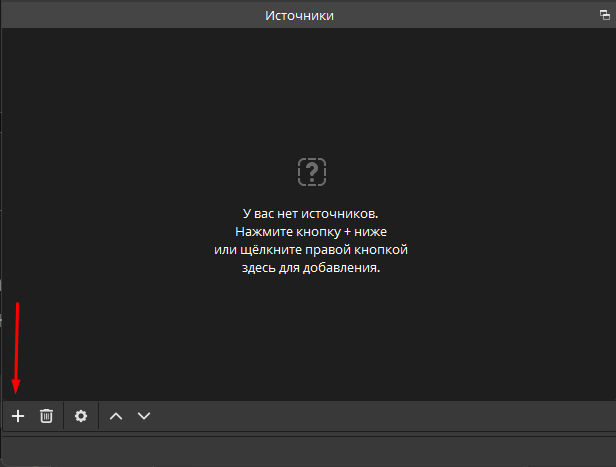 Источники
У вас нет источников.
Нажмите кнопку + ниже
или щёлкните правой кнопкой
здесь для добавления.